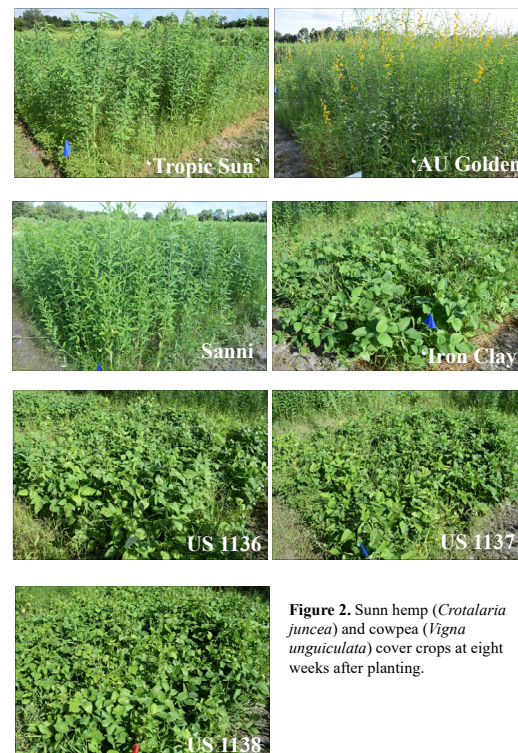 'Tropic Sun'
'AU Golden
Sanni
'Iron Clay
US 1136
US 1137
US 1138
Figure 2. Sunn hemp (Crotalaria
juncea) and cowpea (Vigna
unguiculata) cover crops at eight
weeks after planting.